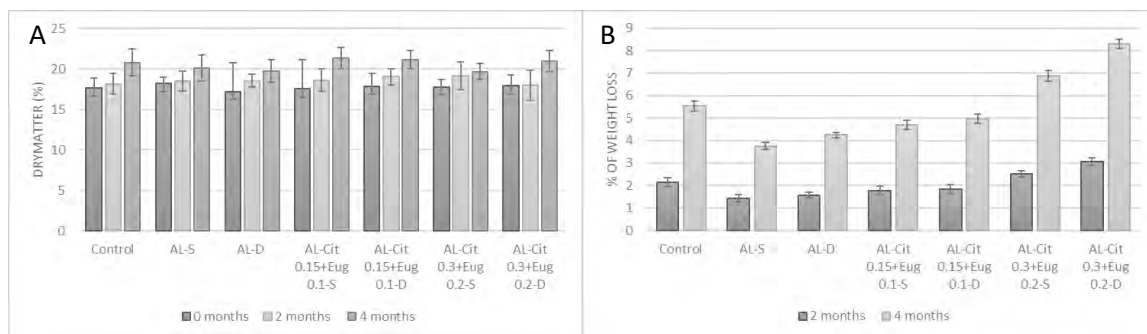 A
25
20
15
10
5
0
DRYMATTER (%)
Control AL-S AL-D AL-Cit AL-Cit AL-Cit AL-Cit
0.15+Eug 0.15+Eug 0.3+Eug 0.3+Eug
0.1-S 0.1-D 0.2-S 0.2-D
0 months 2 months 4 months
B
9
8
7
6
5
4
3
2
1
0
% OF WEIGHT LOSS
Control AL-S AL-D AL-Cit AL-Cit AL-Cit AL-Cit
0.15+Eug 0.15+Eug 0.3+Eug 0.3+Eug
0.1-S 0.1-D 0.2-S 0.2-D
2 months 4 months